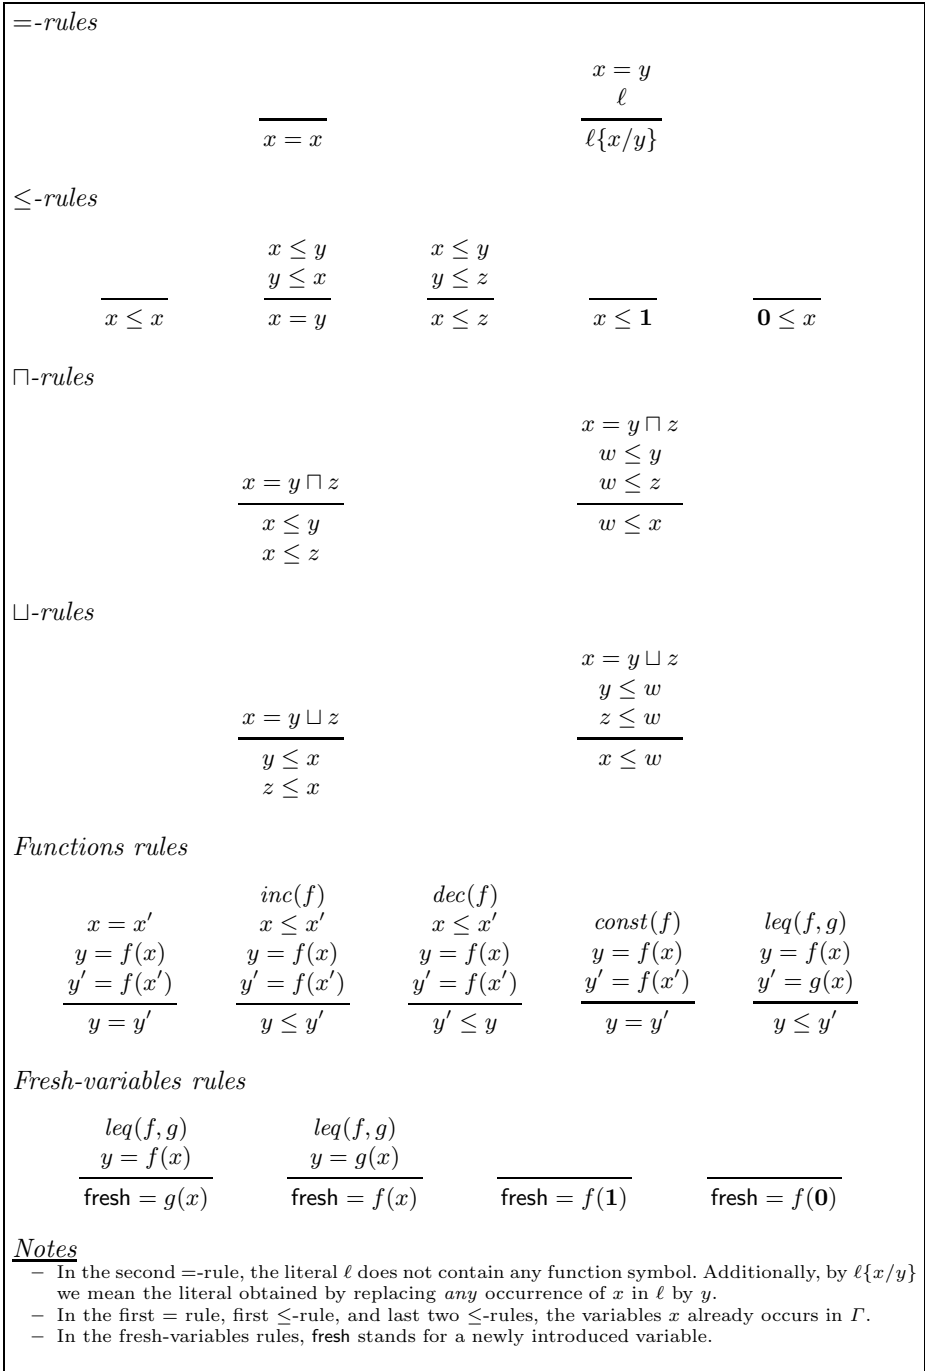 =-rules
x = y
ℓ
x = x ℓ{x/y}
≤-rules
x ≤ y x ≤ y
y ≤ x y ≤ z
x ≤ x x = y x ≤ z x ≤ 1 0 ≤ x
⊓-rules
x = y ⊓ z
w ≤ y
x = y ⊓ z w ≤ z
x ≤ y w ≤ x
x ≤ z
⊔-rules
x = y ⊔ z
y ≤ w
x = y ⊔ z z ≤ w
y ≤ x x ≤ w
z ≤ x
Functions rules
inc(f) dec(f)
x = x′ x ≤ x′ x ≤ x′ const(f) leq(f, g)
y = f(x) y = f(x) y = f(x) y = f(x) y = f(x)
y′ = f(x′) y′ = f(x′) y′ = f(x′) y′ = f(x′) y′ = g(x)
y = y′ y ≤ y′ y′ ≤ y y = y′ y ≤ y′
Fresh-variables rules
leq(f, g) leq(f, g)
y = f(x) y = g(x)
fresh = g(x) fresh = f(x) fresh = f(1) fresh = f(0)
Notes
– In the second =-rule, the literal ℓ does not contain any function symbol. Additionally, by ℓ{x/y}
we mean the literal obtained by replacing any occurrence of x in ℓ by y.
– In the first = rule, first ≤-rule, and last two ≤-rules, the variables x already occurs in Γ.
– In the fresh-variables rules, fresh stands for a newly introduced variable.